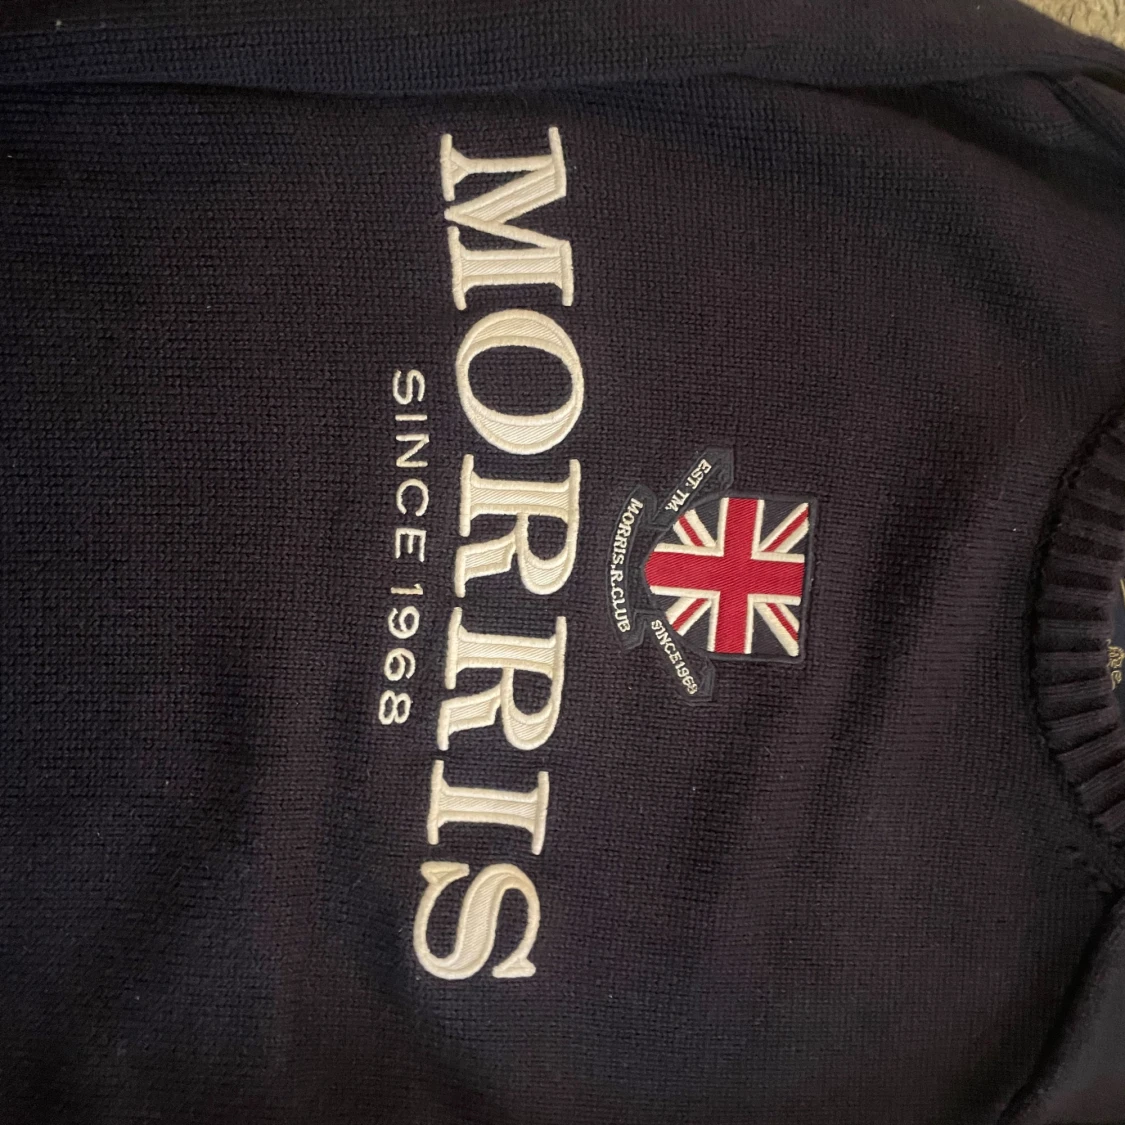 EST. TM.
SINCE1968
MORRIS.R.CLUB
MORRIS
SINCE 1968